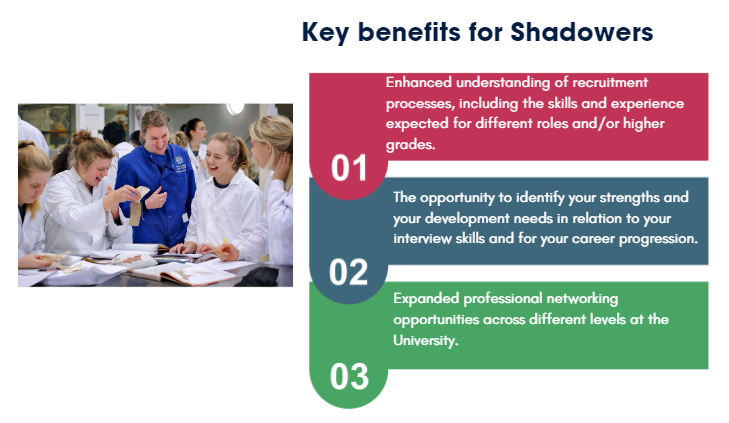 Key benefits for Shadowers
Enhanced understanding of recruitment
processes, including the skills and experience
expected for different roles and/or higher
grades.
01
The opportunity to identify your strengths and
your development needs in relation to your
interview skills and for your career progression.
02
Expanded professional networking
opportunities across different levels at the
University.
03